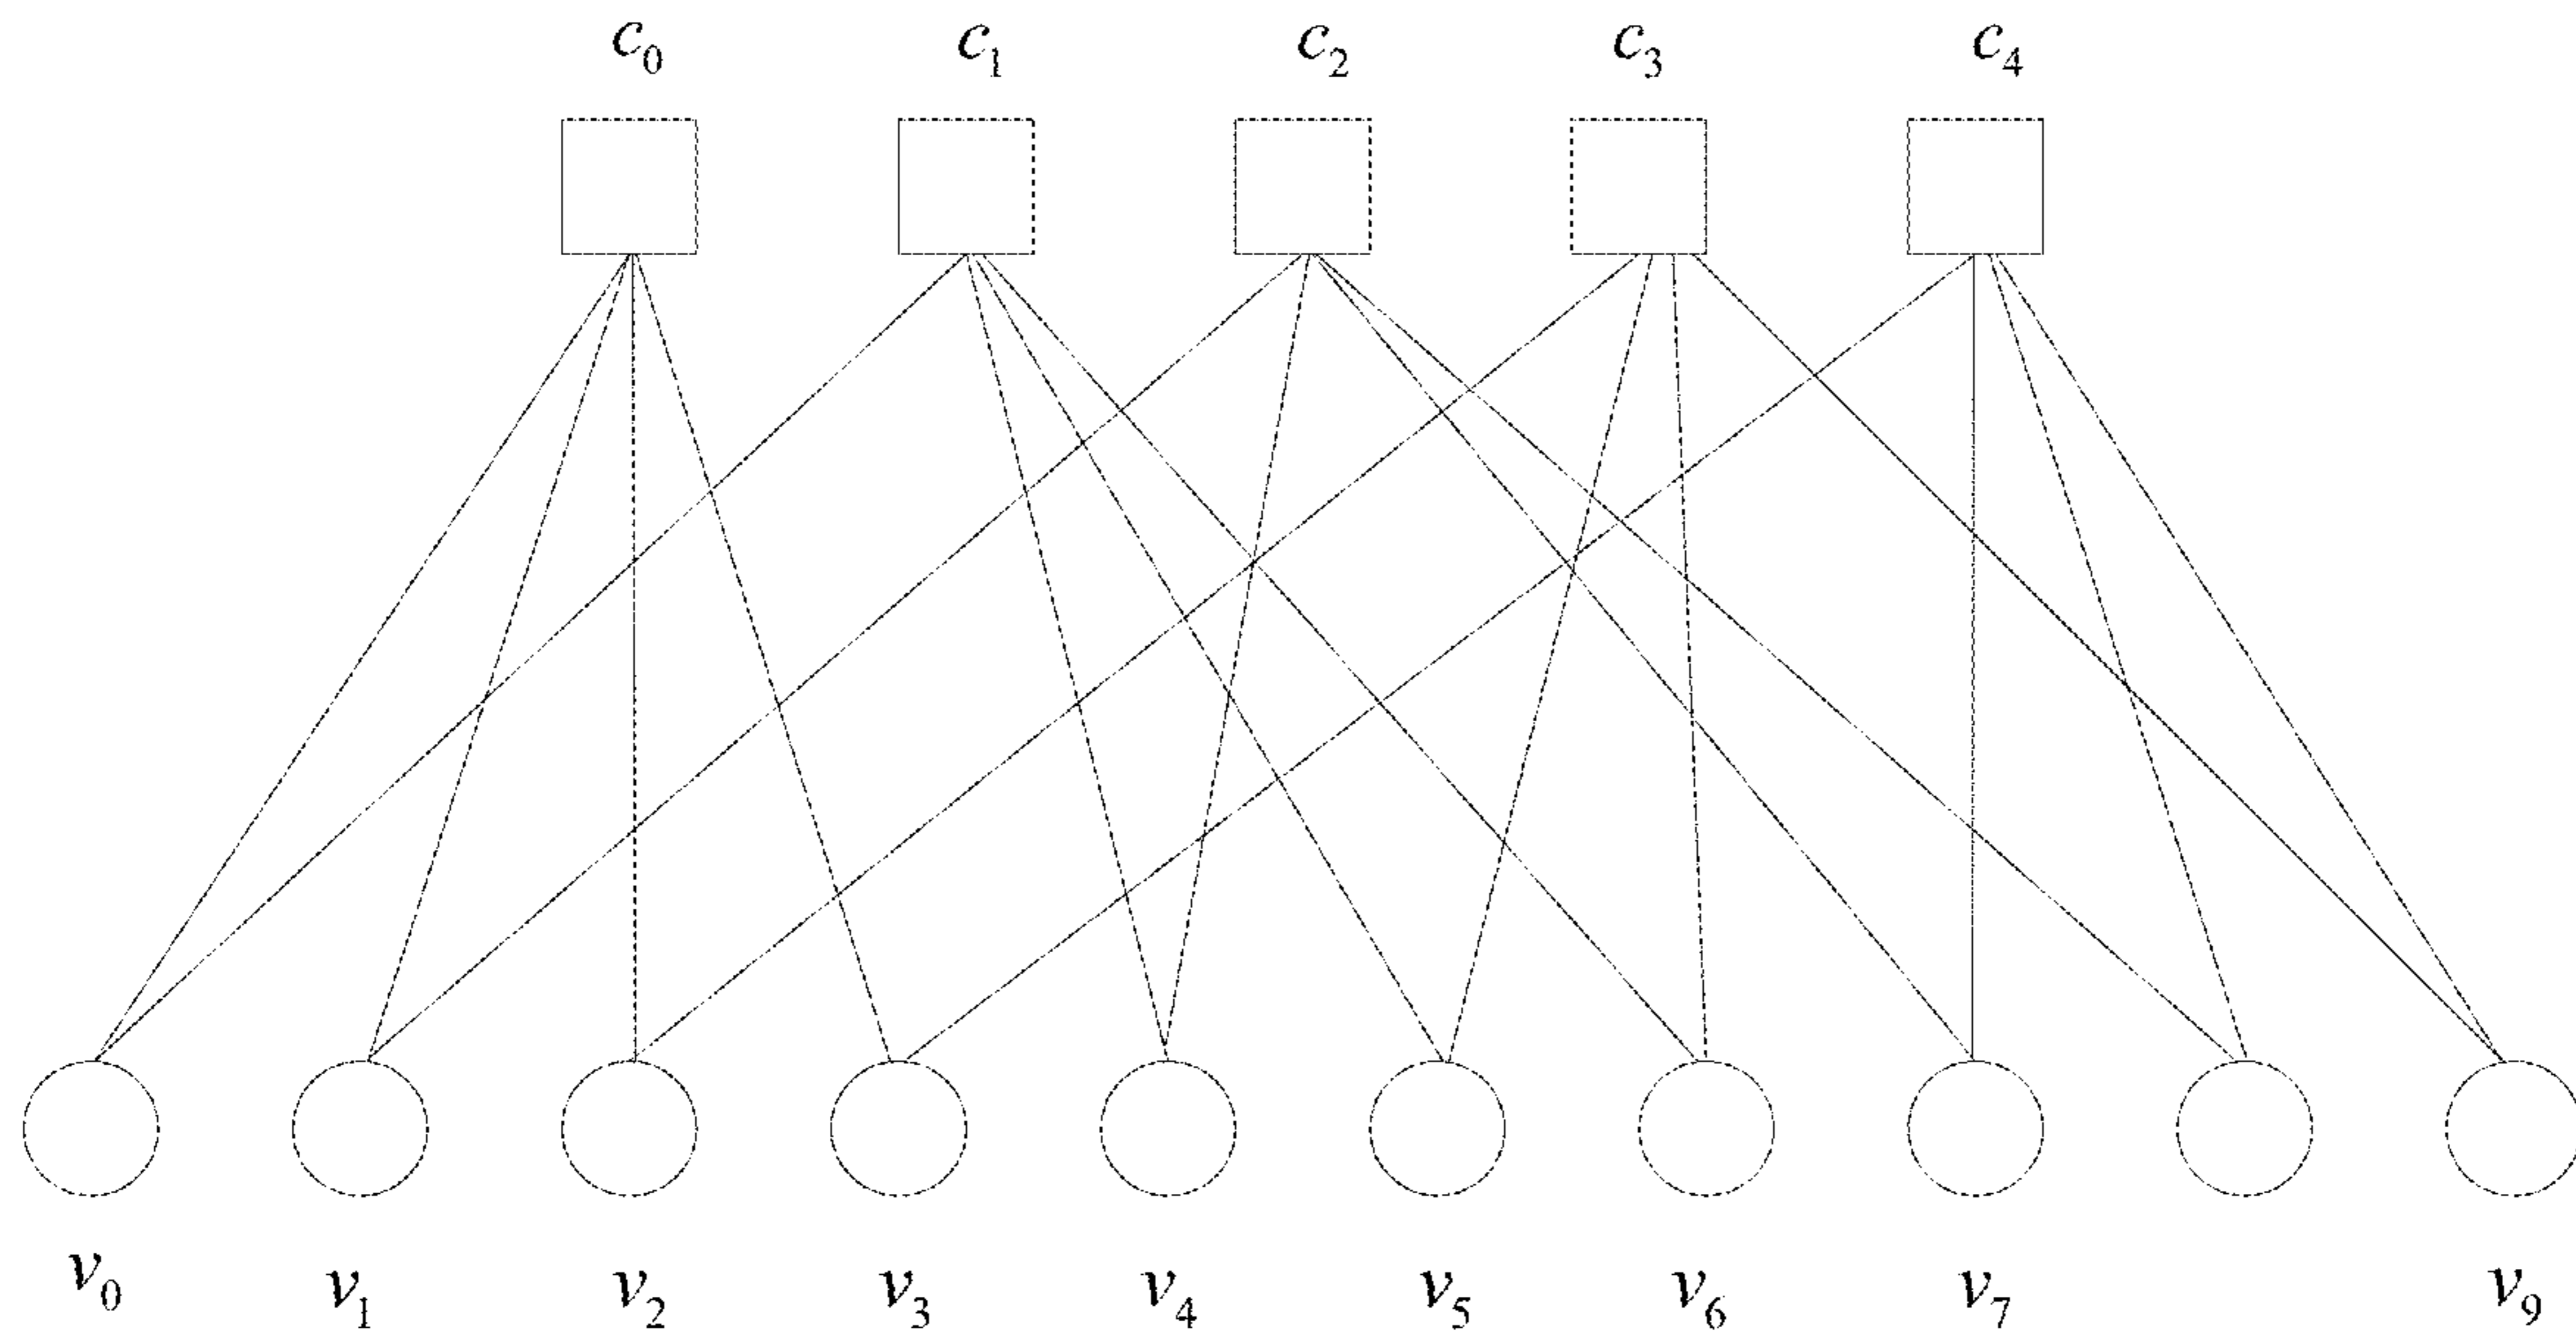 c₀ c₁ c₂ c₃ c₄
v₀ v₁ v₂ v₃ v₄ v₅ v₆ v₇ v₉